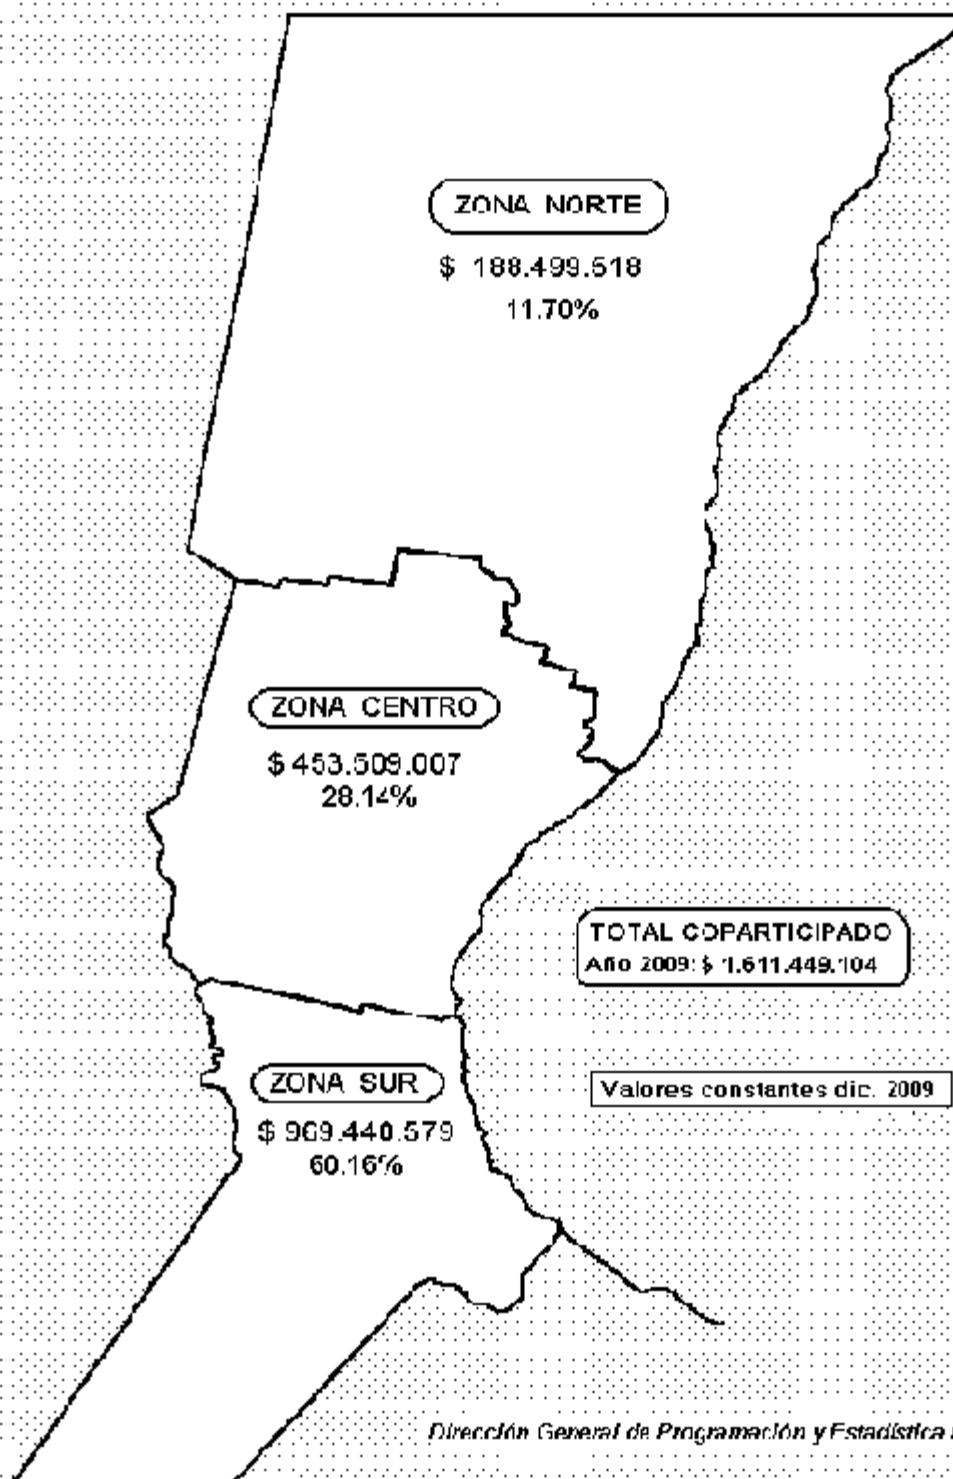 ZONA NORTE
$ 188.499.518
11.70%
ZONA CENTRO
$ 453.509.007
28.14%
TOTAL COPARTICIPADO
Año 2009: $ 1.611.449.104
ZONA SUR
Valores constantes dic. 2009
$ 969.440.579
60.16%
Dirección General de Programación y Estadística